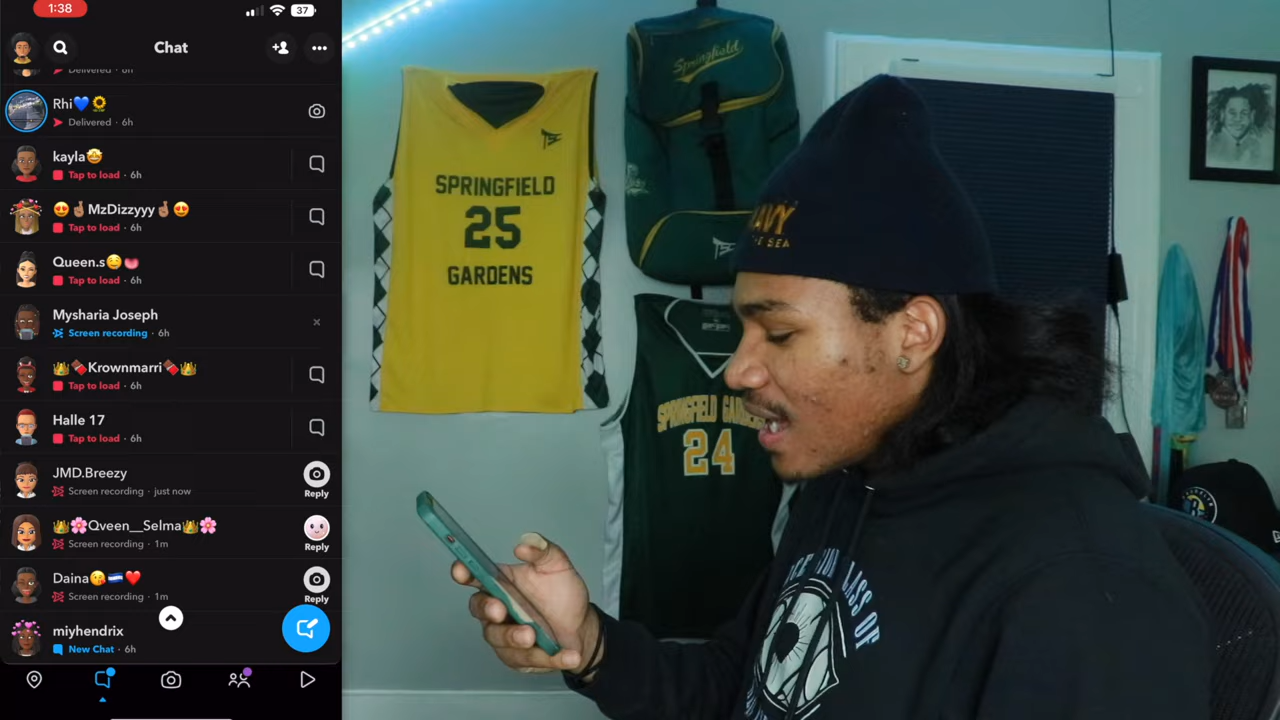 1:38
37
Chat
Delivered · 6h
Rhi💙🌻
Delivered · 6h
kayla🤩
Tap to load · 6h
😍🤞🏽MzDizzyyy🤞🏽😍
Tap to load · 6h
Queen.s☺️👅
Tap to load · 6h
Mysharia Joseph
Screen recording · 6h
👑🍫Krownmarri🍫👑
Tap to load · 6h
Halle 17
Tap to load · 6h
JMD.Breezy
Screen recording · just now
Reply
👑🌸Qveen__Selma👑🌸
Screen recording · 1m
Reply
Daina😘🇭🇳❤️
Screen recording · 1m
Reply
miyhendrix
New Chat · 6h
Springfield
TSC
SPRINGFIELD
25
GARDENS
SPRINGFIELD
24
CLASS OF